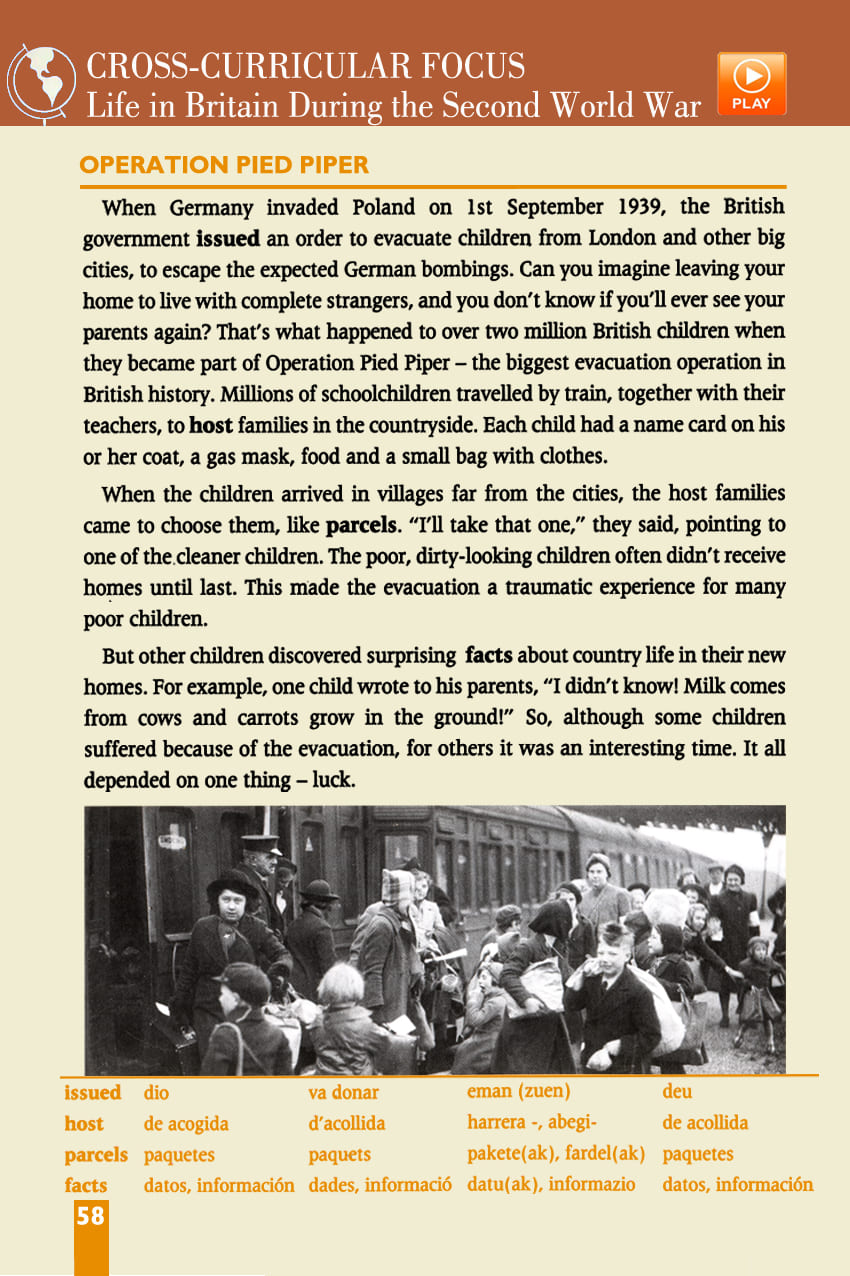 CROSS-CURRICULAR FOCUS
Life in Britain During the Second World War
PLAY
OPERATION PIED PIPER
When Germany invaded Poland on 1st September 1939, the British
government issued an order to evacuate children from London and other big
cities, to escape the expected German bombings. Can you imagine leaving your
home to live with complete strangers, and you don't know if you'll ever see your
parents again? That's what happened to over two million British children when
they became part of Operation Pied Piper – the biggest evacuation operation in
British history. Millions of schoolchildren travelled by train, together with their
teachers, to host families in the countryside. Each child had a name card on his
or her coat, a gas mask, food and a small bag with clothes.
When the children arrived in villages far from the cities, the host families
came to choose them, like parcels. “I'll take that one,” they said, pointing to
one of the cleaner children. The poor, dirty-looking children often didn't receive
homes until last. This made the evacuation a traumatic experience for many
poor children.
But other children discovered surprising facts about country life in their new
homes. For example, one child wrote to his parents, “I didn't know! Milk comes
from cows and carrots grow in the ground!” So, although some children
suffered because of the evacuation, for others it was an interesting time. It all
depended on one thing – luck.
issued dio va donar eman (zuen) deu
host de acogida d'acollida harrera -, abegi- de acollida
parcels paquetes paquets pakete(ak), fardel(ak) paquetes
facts datos, información dades, informació datu(ak), informazio datos, información
58